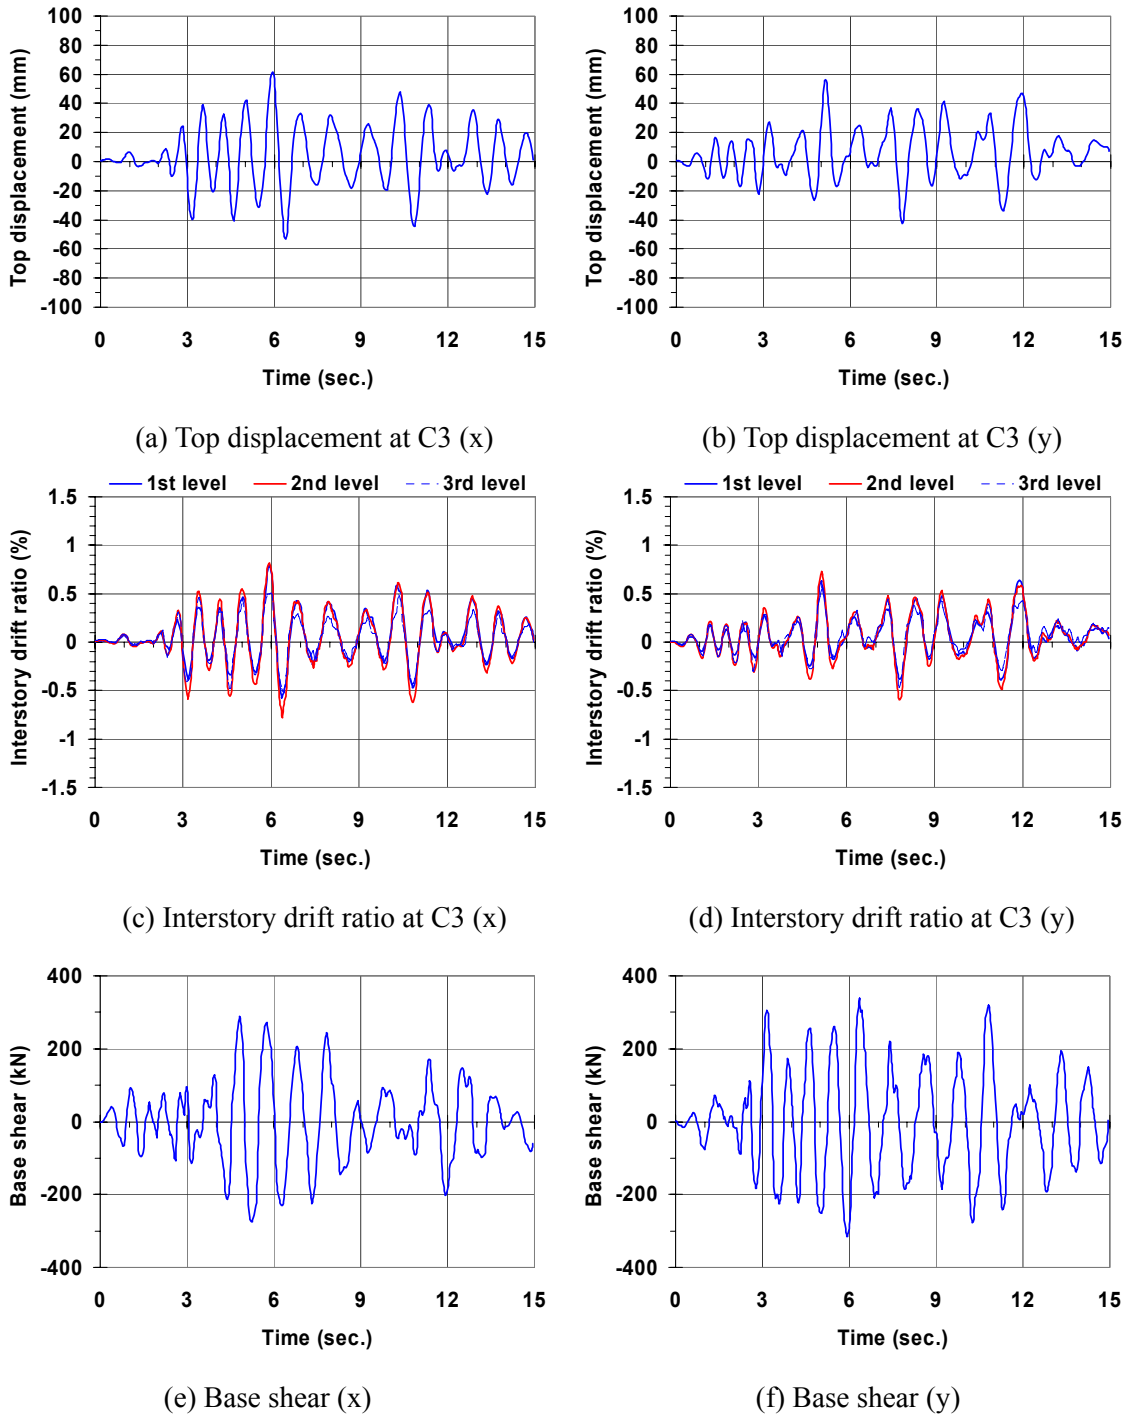 100
80
60
40
20
0
-20
-40
-60
-80
-100
Top displacement (mm)
0 3 6 9 12 15
Time (sec.)
(a) Top displacement at C3 (x)
100
80
60
40
20
0
-20
-40
-60
-80
-100
Top displacement (mm)
0 3 6 9 12 15
Time (sec.)
(b) Top displacement at C3 (y)
1st level 2nd level 3rd level
1.5
1
0.5
0
-0.5
-1
-1.5
Interstory drift ratio (%)
0 3 6 9 12 15
Time (sec.)
(c) Interstory drift ratio at C3 (x)
1st level 2nd level 3rd level
1.5
1
0.5
0
-0.5
-1
-1.5
Interstory drift ratio (%)
0 3 6 9 12 15
Time (sec.)
(d) Interstory drift ratio at C3 (y)
400
200
0
-200
-400
Base shear (kN)
0 3 6 9 12 15
Time (sec.)
(e) Base shear (x)
400
200
0
-200
-400
Base shear (kN)
0 3 6 9 12 15
Time (sec.)
(f) Base shear (y)